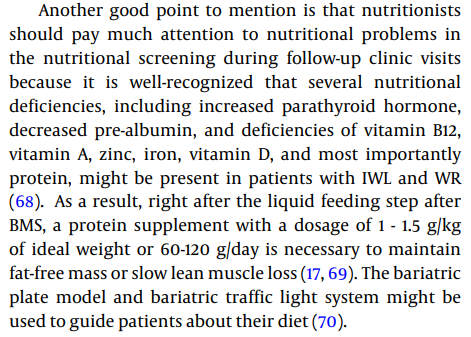 Another good point to mention is that nutritionists
should pay much attention to nutritional problems in
the nutritional screening during follow-up clinic visits
because it is well-recognized that several nutritional
deficiencies, including increased parathyroid hormone,
decreased pre-albumin, and deficiencies of vitamin B12,
vitamin A, zinc, iron, vitamin D, and most importantly
protein, might be present in patients with IWL and WR
(68). As a result, right after the liquid feeding step after
BMS, a protein supplement with a dosage of 1 - 1.5 g/kg
of ideal weight or 60-120 g/day is necessary to maintain
fat-free mass or slow lean muscle loss (17, 69). The bariatric
plate model and bariatric traffic light system might be
used to guide patients about their diet (70).